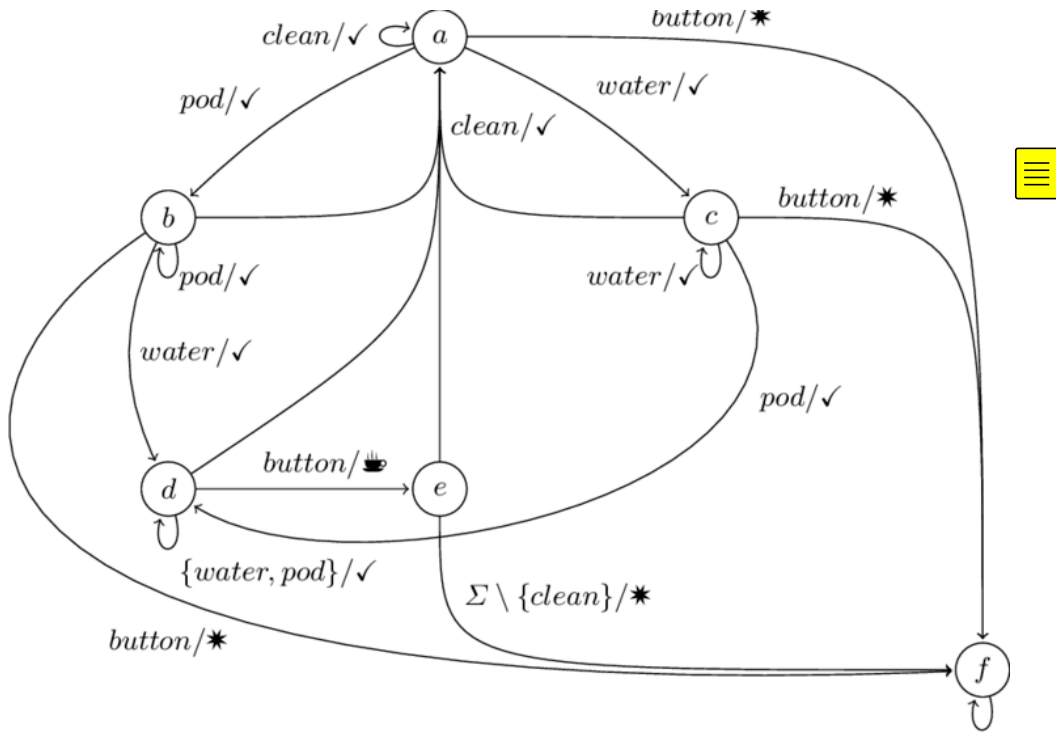 button/✷
clean/✓
a
pod/✓
water/✓
clean/✓
b
c
button/✷
pod/✓
water/✓
water/✓
pod/✓
button/☕
d
e
{water, pod}/✓
Σ \ {clean}/✷
button/✷
f